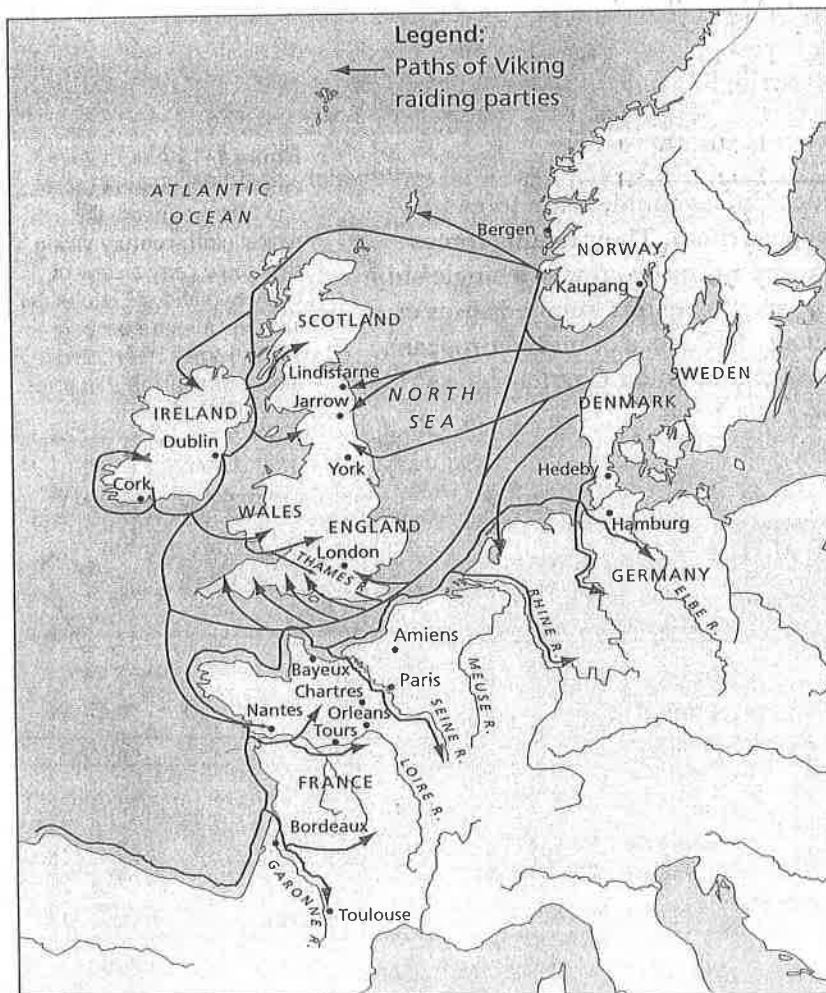 Legend:
Paths of Viking
raiding parties
ATLANTIC
OCEAN
Bergen
NORWAY
Kaupang
SCOTLAND
SWEDEN
Lindisfarne
NORTH
SEA
Jarrow
DENMARK
IRELAND
Dublin
York
Hedeby
Cork
WALES
ENGLAND
Hamburg
London
THAMES R.
GERMANY
RHINE R.
ELBE R.
Amiens
Bayeux
Paris
MEUSE R.
Chartres
Nantes
Orleans
SEINE R.
Tours
FRANCE
LOIRE R.
Bordeaux
GARONNE R.
Toulouse